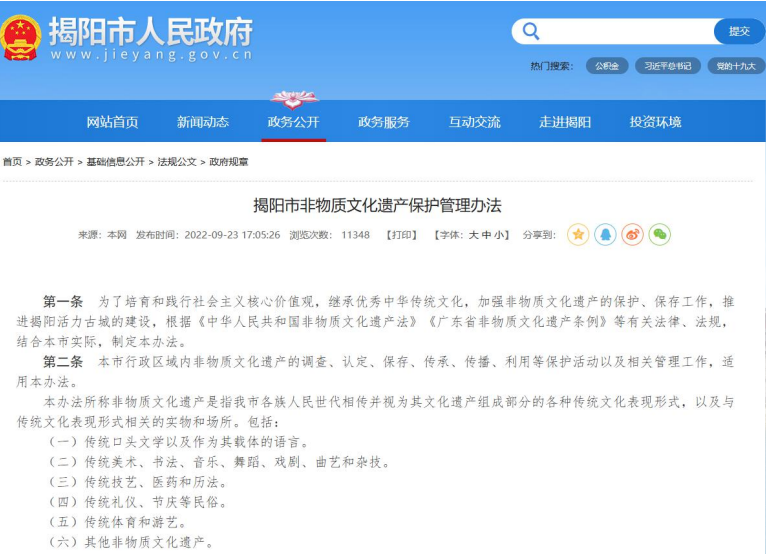 揭阳市人民政府
www.jieyang.gov.cn
提交
热门搜索： 公积金 习近平总书记 党的十九大
网站首页 新闻动态 政务公开 政务服务 互动交流 走进揭阳 投资环境
首页 > 政务公开 > 基础信息公开 > 法规公文 > 政府规章
揭阳市非物质文化遗产保护管理办法
来源：本网 发布时间：2022-09-23 17:05:26 浏览次数： 11348 【打印】 【字体：大 中 小】 分享到：
第一条 为了培育和践行社会主义核心价值观，继承优秀中华传统文化，加强非物质文化遗产的保护、保存工作，推
进揭阳活力古城的建设，根据《中华人民共和国非物质文化遗产法》《广东省非物质文化遗产条例》等有关法律、法规，
结合本市实际，制定本办法。
第二条 本市行政区域内非物质文化遗产的调查、认定、保存、传承、传播、利用等保护活动以及相关管理工作，适
用本办法。
本办法所称非物质文化遗产是指我市各族人民世代相传并视为其文化遗产组成部分的各种传统文化表现形式，以及与
传统文化表现形式相关的实物和场所。包括：
（一）传统口头文学以及作为其载体的语言。
（二）传统美术、书法、音乐、舞蹈、戏剧、曲艺和杂技。
（三）传统技艺、医药和历法。
（四）传统礼仪、节庆等民俗。
（五）传统体育和游艺。
（六）其他非物质文化遗产。